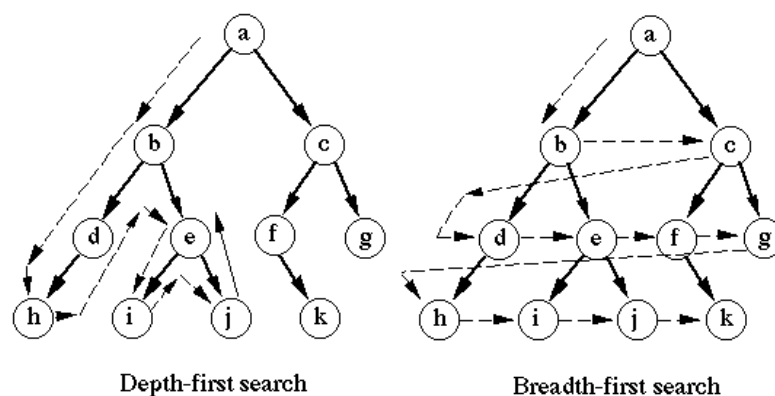 a a
b c b c
d e f g d e f g
h i j k h i j k
Depth-first search Breadth-first search